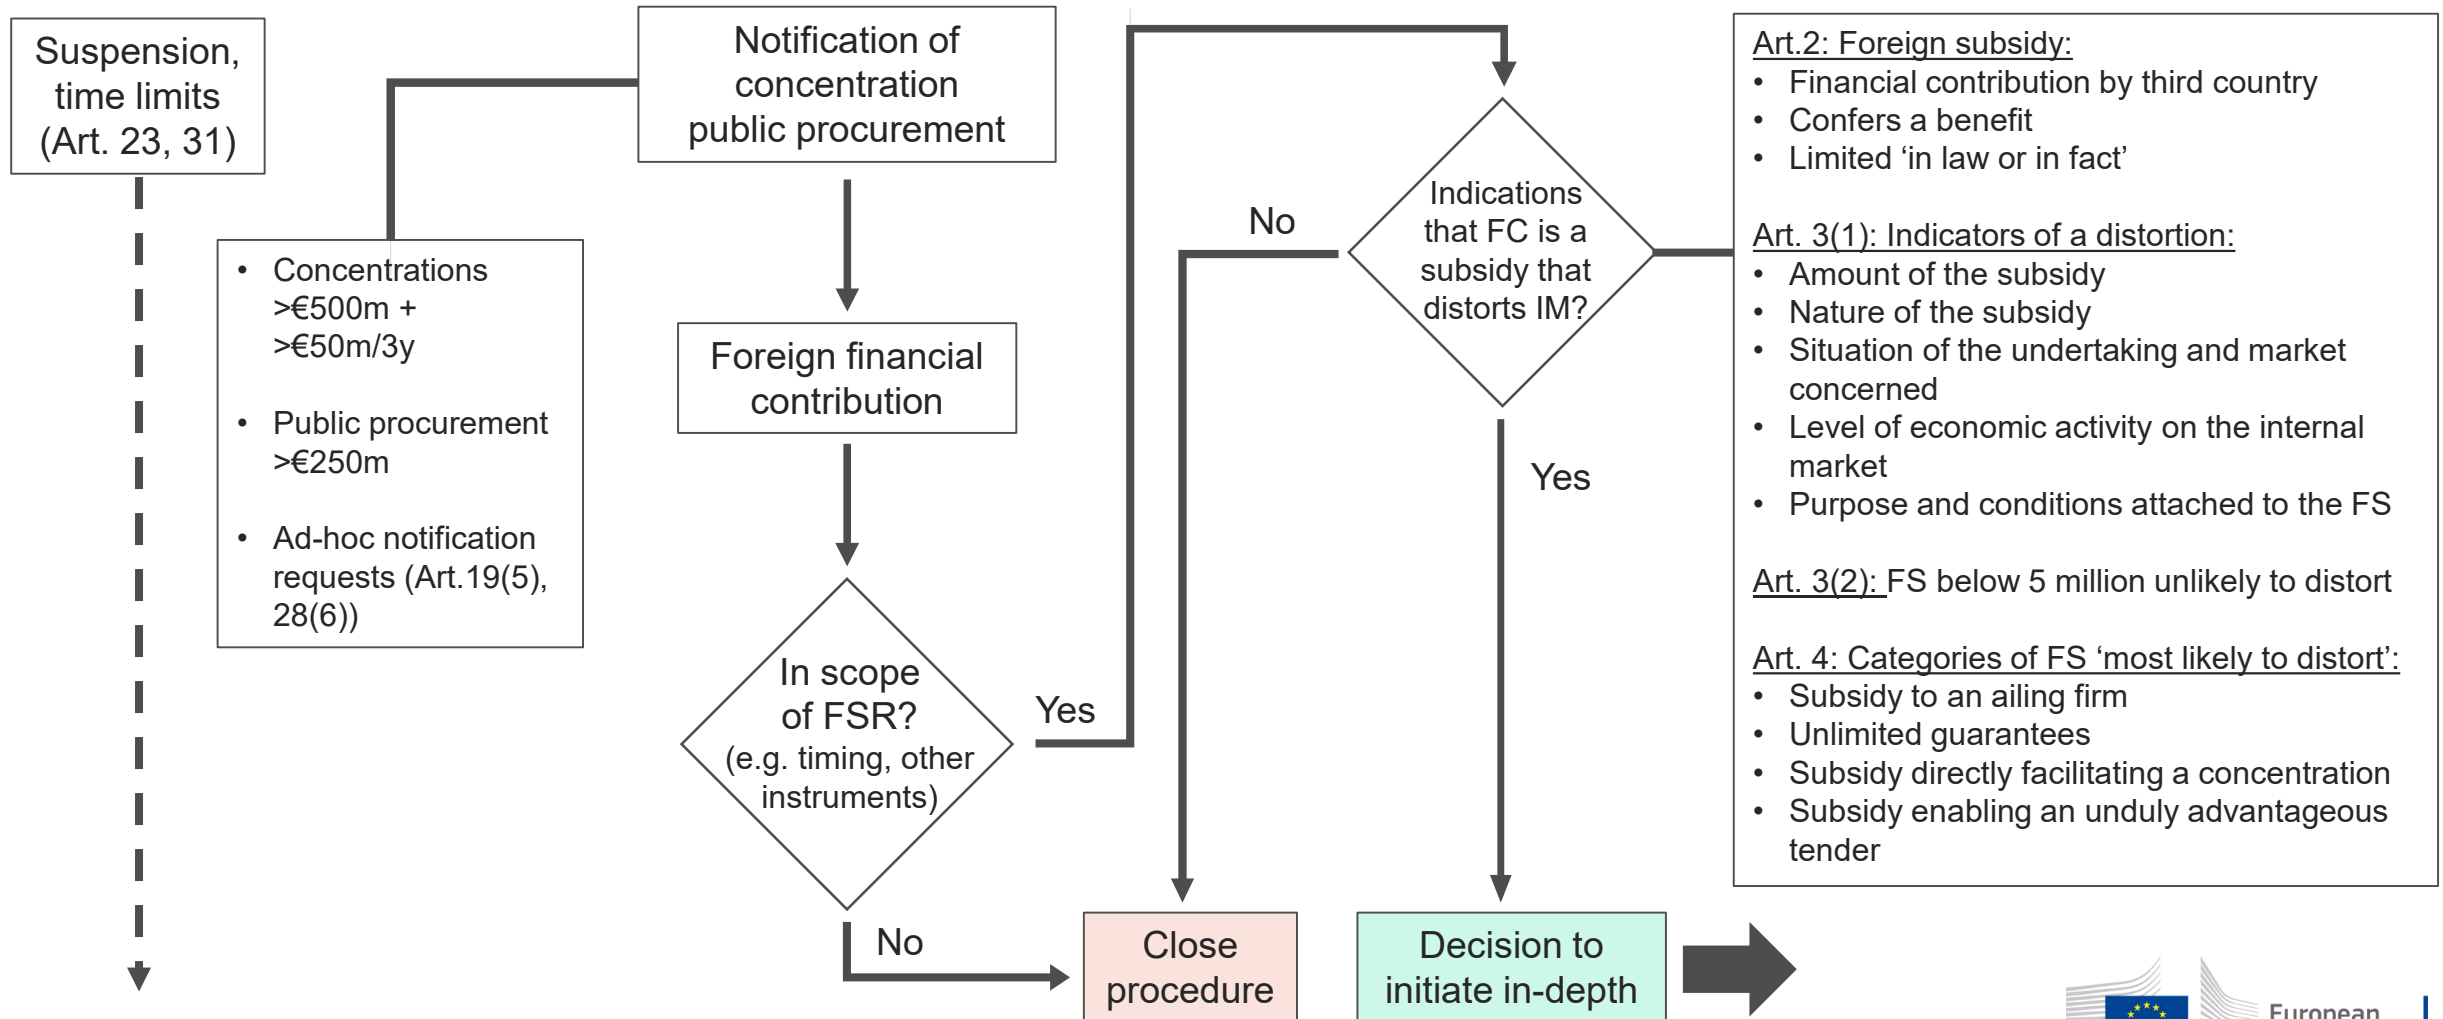 Suspension,
time limits
(Art. 23, 31)
Notification of
concentration
public procurement
• Concentrations
>€500m +
>€50m/3y
• Public procurement
>€250m
• Ad-hoc notification
requests (Art.19(5),
28(6))
Foreign financial
contribution
In scope
of FSR?
(e.g. timing, other
instruments)
Yes
No
Indications
that FC is a
subsidy that
distorts IM?
No
Yes
Close
procedure
Decision to
initiate in-depth
Art.2: Foreign subsidy:
• Financial contribution by third country
• Confers a benefit
• Limited ‘in law or in fact’
Art. 3(1): Indicators of a distortion:
• Amount of the subsidy
• Nature of the subsidy
• Situation of the undertaking and market
concerned
• Level of economic activity on the internal
market
• Purpose and conditions attached to the FS
Art. 3(2): FS below 5 million unlikely to distort
Art. 4: Categories of FS ‘most likely to distort’:
• Subsidy to an ailing firm
• Unlimited guarantees
• Subsidy directly facilitating a concentration
• Subsidy enabling an unduly advantageous
tender
European